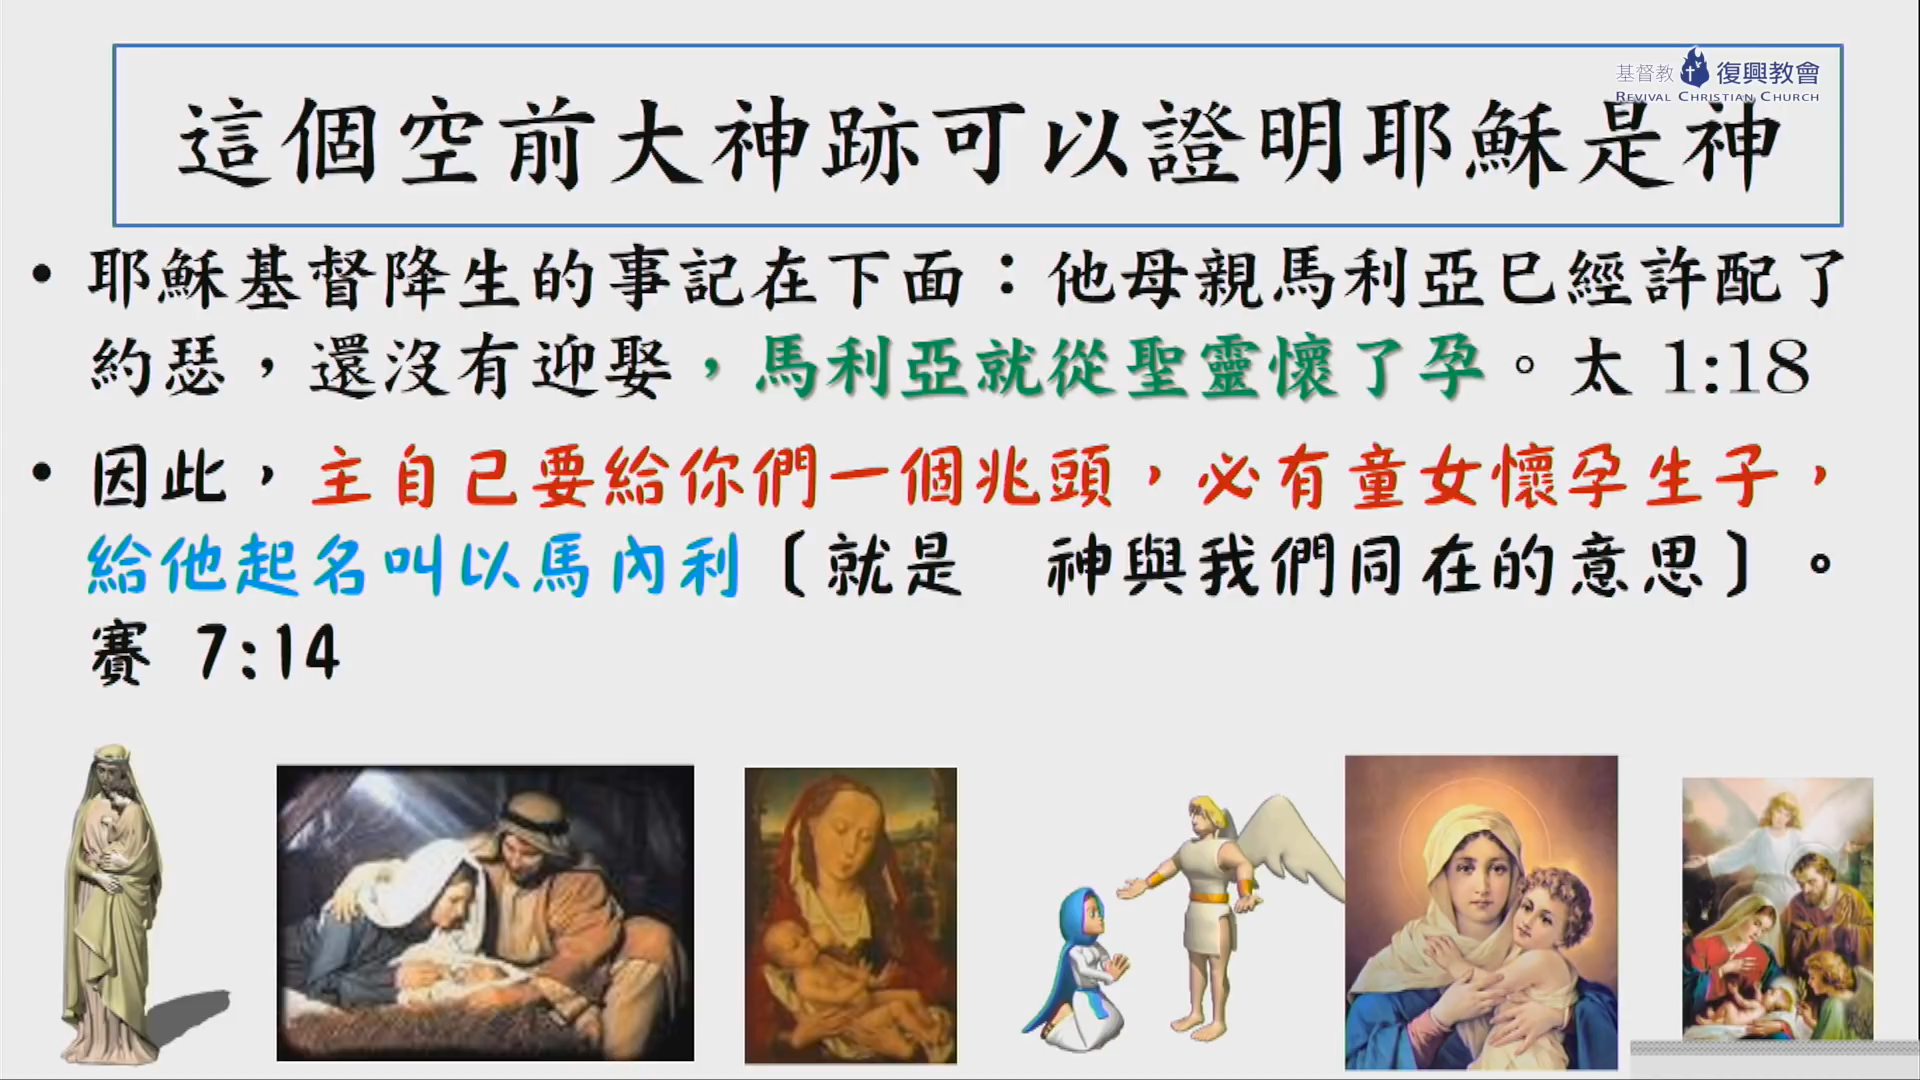 基督教 復興教會
REVIVAL CHRISTIAN CHURCH
這個空前大神跡可以證明耶穌是神
• 耶穌基督降生的事記在下面：他母親馬利亞已經許配了
約瑟，還沒有迎娶，馬利亞就從聖靈懷了孕。太 1:18
• 因此，主自己要給你們一個兆頭，必有童女懷孕生子，
給他起名叫以馬內利〔就是　神與我們同在的意思〕。
賽 7:14